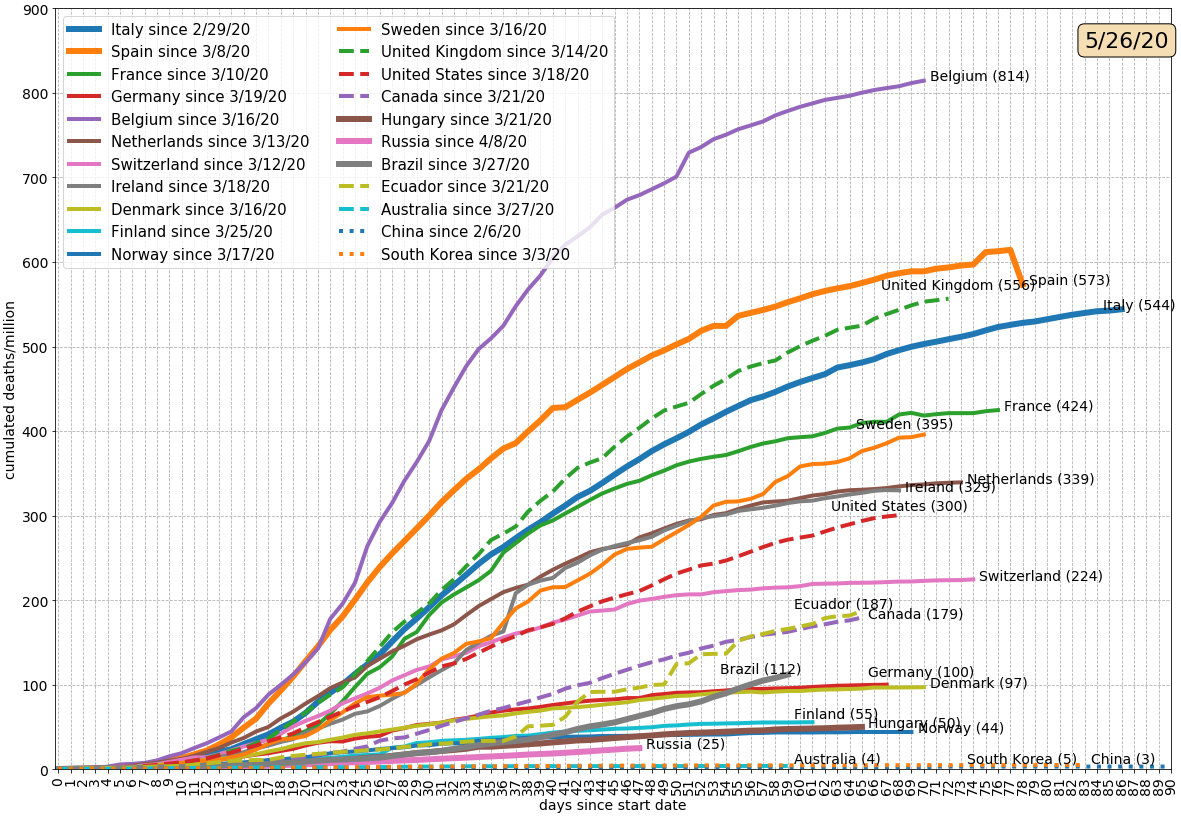 900
800
700
600
500
400
300
200
100
0
cumulated deaths/million
Italy since 2/29/20
Spain since 3/8/20
France since 3/10/20
Germany since 3/19/20
Belgium since 3/16/20
Netherlands since 3/13/20
Switzerland since 3/12/20
Ireland since 3/18/20
Denmark since 3/16/20
Finland since 3/25/20
Norway since 3/17/20
Sweden since 3/16/20
United Kingdom since 3/14/20
United States since 3/18/20
Canada since 3/21/20
Hungary since 3/21/20
Russia since 4/8/20
Brazil since 3/27/20
Ecuador since 3/21/20
Australia since 3/27/20
China since 2/6/20
South Korea since 3/3/20
5/26/20
Belgium (814)
Spain (573)
United Kingdom (556)
Italy (544)
France (424)
Sweden (395)
Netherlands (339)
Ireland (329)
United States (300)
Switzerland (224)
Ecuador (187)
Canada (179)
Brazil (112)
Germany (100)
Denmark (97)
Finland (55)
Hungary (50)
Norway (44)
Russia (25)
Australia (4)
South Korea (5)
China (3)
0 1 2 3 4 5 6 7 8 9 10 11 12 13 14 15 16 17 18 19 20 21 22 23 24 25 26 27 28 29 30 31 32 33 34 35 36 37 38 39 40 41 42 43 44 45 46 47 48 49 50 51 52 53 54 55 56 57 58 59 60 61 62 63 64 65 66 67 68 69 70 71 72 73 74 75 76 77 78 79 80 81 82 83 84 85 86 87 88 89 90
days since start date